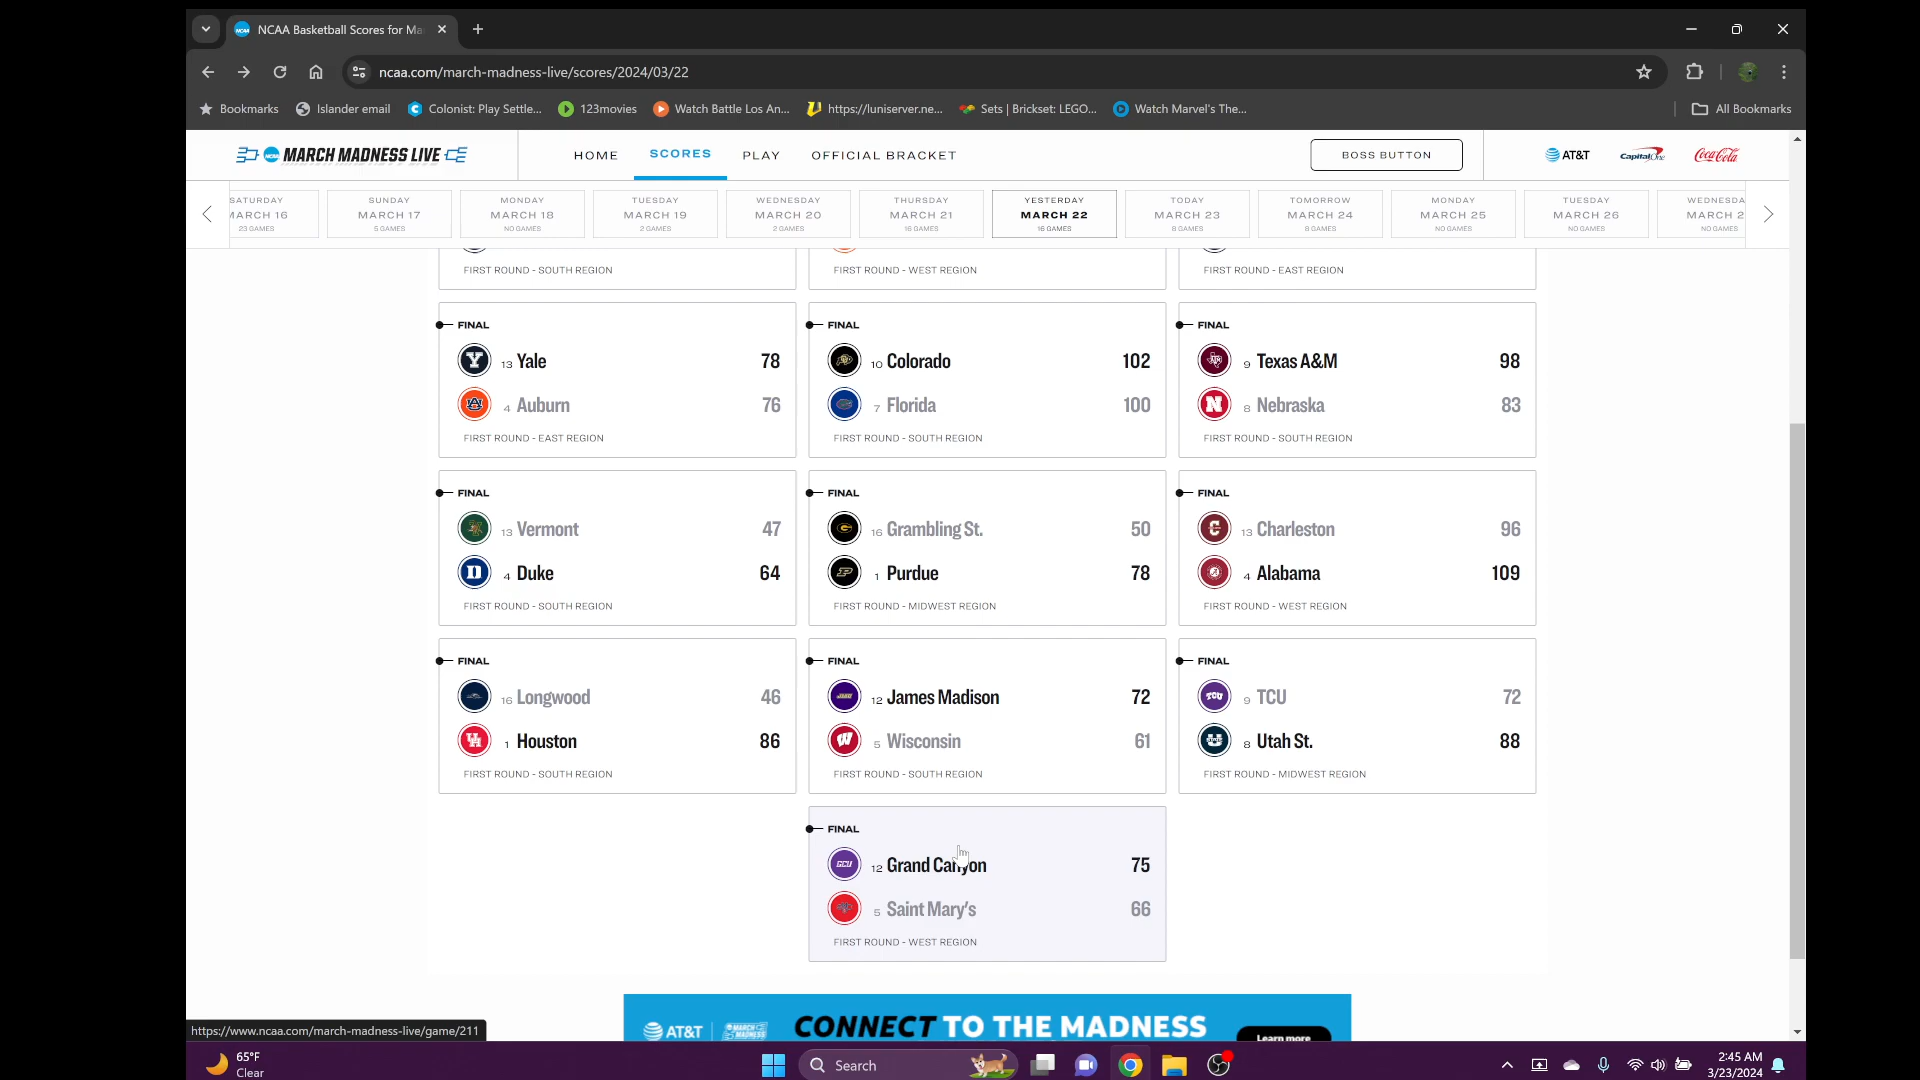 NCAA Basketball Scores for Ma
ncaa.com/march-madness-live/scores/2024/03/22
Bookmarks Islander email Colonist: Play Settle... 123movies Watch Battle Los An... https://luniserver.ne... Sets | Brickset: LEGO... Watch Marvel's The... All Bookmarks
MARCH MADNESS LIVE HOME SCORES PLAY OFFICIAL BRACKET BOSS BUTTON AT&T Capital One Coca-Cola
SATURDAY SUNDAY MONDAY TUESDAY WEDNESDAY THURSDAY YESTERDAY TODAY TOMORROW MONDAY TUESDAY WEDNESDA
MARCH 16 MARCH 17 MARCH 18 MARCH 19 MARCH 20 MARCH 21 MARCH 22 MARCH 23 MARCH 24 MARCH 25 MARCH 26 MARCH 2
23 GAMES 5 GAMES NO GAMES 2 GAMES 2 GAMES 16 GAMES 16 GAMES 8 GAMES 8 GAMES NO GAMES NO GAMES NO GAMES
FIRST ROUND - SOUTH REGION FIRST ROUND - WEST REGION FIRST ROUND - EAST REGION
FINAL FINAL FINAL
13 Yale 78 10 Colorado 102 9 Texas A&M 98
4 Auburn 76 7 Florida 100 8 Nebraska 83
FIRST ROUND - EAST REGION FIRST ROUND - SOUTH REGION FIRST ROUND - SOUTH REGION
FINAL FINAL FINAL
13 Vermont 47 16 Grambling St. 50 13 Charleston 96
4 Duke 64 1 Purdue 78 4 Alabama 109
FIRST ROUND - SOUTH REGION FIRST ROUND - MIDWEST REGION FIRST ROUND - WEST REGION
FINAL FINAL FINAL
16 Longwood 46 12 James Madison 72 9 TCU 72
1 Houston 86 5 Wisconsin 61 8 Utah St. 88
FIRST ROUND - SOUTH REGION FIRST ROUND - SOUTH REGION FIRST ROUND - MIDWEST REGION
FINAL
12 Grand Canyon 75
5 Saint Mary's 66
FIRST ROUND - WEST REGION
AT&T MARCH MADNESS CONNECT TO THE MADNESS Learn more
https://www.ncaa.com/march-madness-live/game/211
65°F
Clear
Search
2:45 AM
3/23/2024